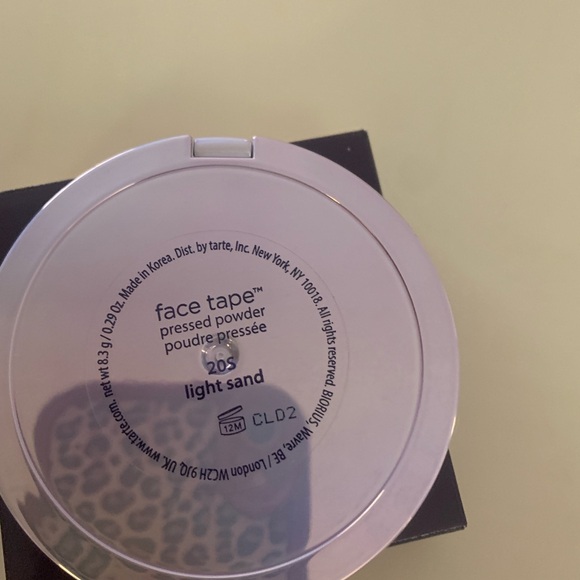 face tape™
pressed powder
poudre pressée
20S
light sand
12M
CLD2
www.tarte.com. net wt 8.3 g / 0.29 Oz. Made in Korea. Dist. by tarte, Inc. New York, NY 10018. All rights reserved. BIORIUS, Wavre, BE / London WC2H 9JQ, UK.